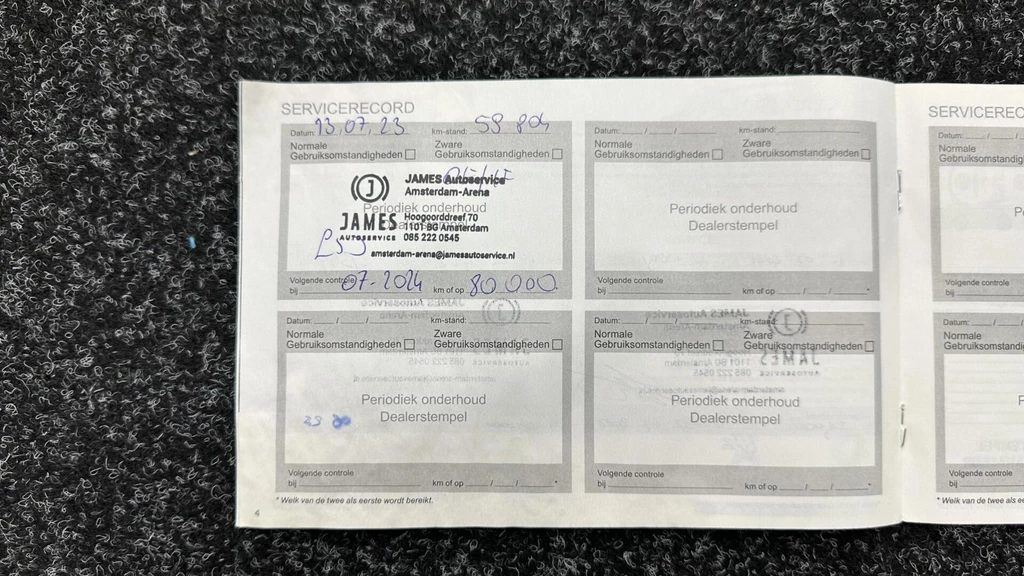 SERVICERECORD
Datum: 13.07.23 km-stand: 59 804
Normale Gebruiksomstandigheden
Zware Gebruiksomstandigheden
JAMES Autoservice
Amsterdam-Arena
Periodiek onderhoud
JAMES
AUTOSERVICE
Hoogoorddreef 70
1101 BG Amsterdam
085 222 0545
amsterdam-arena@jamesautoservice.nl
Volgende controle
bij 07-2024 km of op 80.000
Datum: / / km-stand:
Normale Gebruiksomstandigheden
Zware Gebruiksomstandigheden
Periodiek onderhoud
Dealerstempel
Volgende controle
bij km of op / / *
Datum: / / km-stand:
Normale Gebruiksomstandigheden
Zware Gebruiksomstandigheden
Periodiek onderhoud
Dealerstempel
Volgende controle
bij km of op / / *
Datum: / / km-stand:
Normale Gebruiksomstandigheden
Zware Gebruiksomstandigheden
Periodiek onderhoud
Dealerstempel
Volgende controle
bij km of op / / *
* Welk van de twee als eerste wordt bereikt.
4
Datum: / /
Normale
Volgende controle
bij
Datum: / /
Normale
Volgende controle
bij
* Welk van de twee als